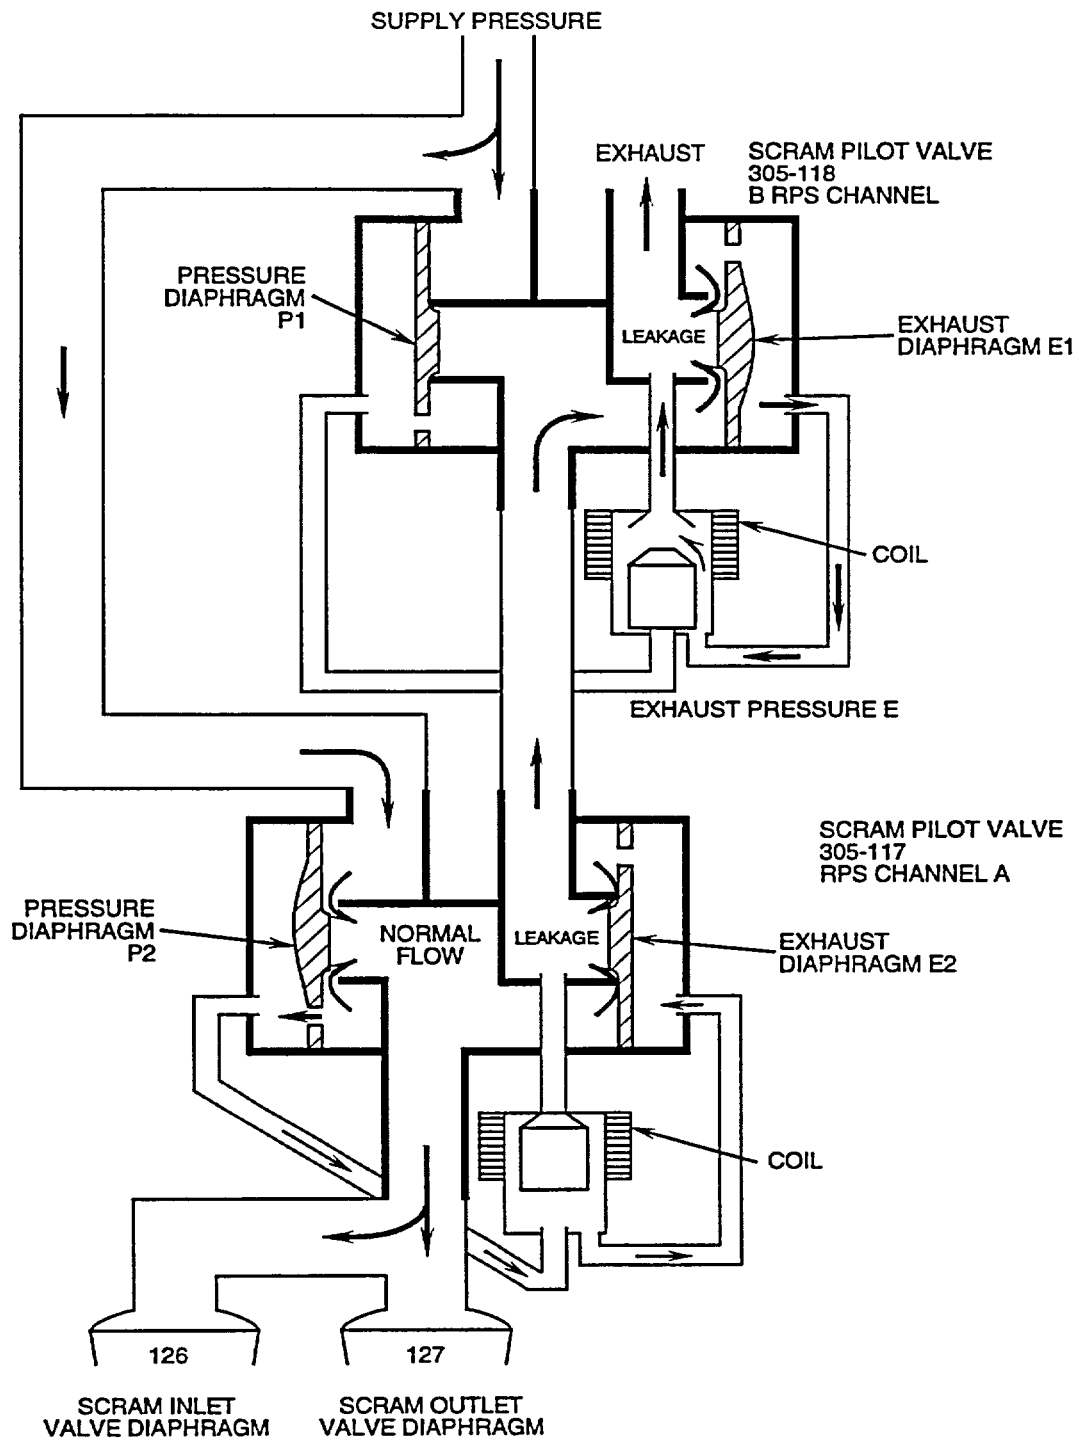 SUPPLY PRESSURE
EXHAUST
SCRAM PILOT VALVE
305-118
B RPS CHANNEL
PRESSURE
DIAPHRAGM
P1
LEAKAGE
EXHAUST
DIAPHRAGM E1
COIL
EXHAUST PRESSURE E
SCRAM PILOT VALVE
305-117
RPS CHANNEL A
PRESSURE
DIAPHRAGM
P2
NORMAL
FLOW
LEAKAGE
EXHAUST
DIAPHRAGM E2
COIL
126
127
SCRAM INLET
VALVE DIAPHRAGM
SCRAM OUTLET
VALVE DIAPHRAGM